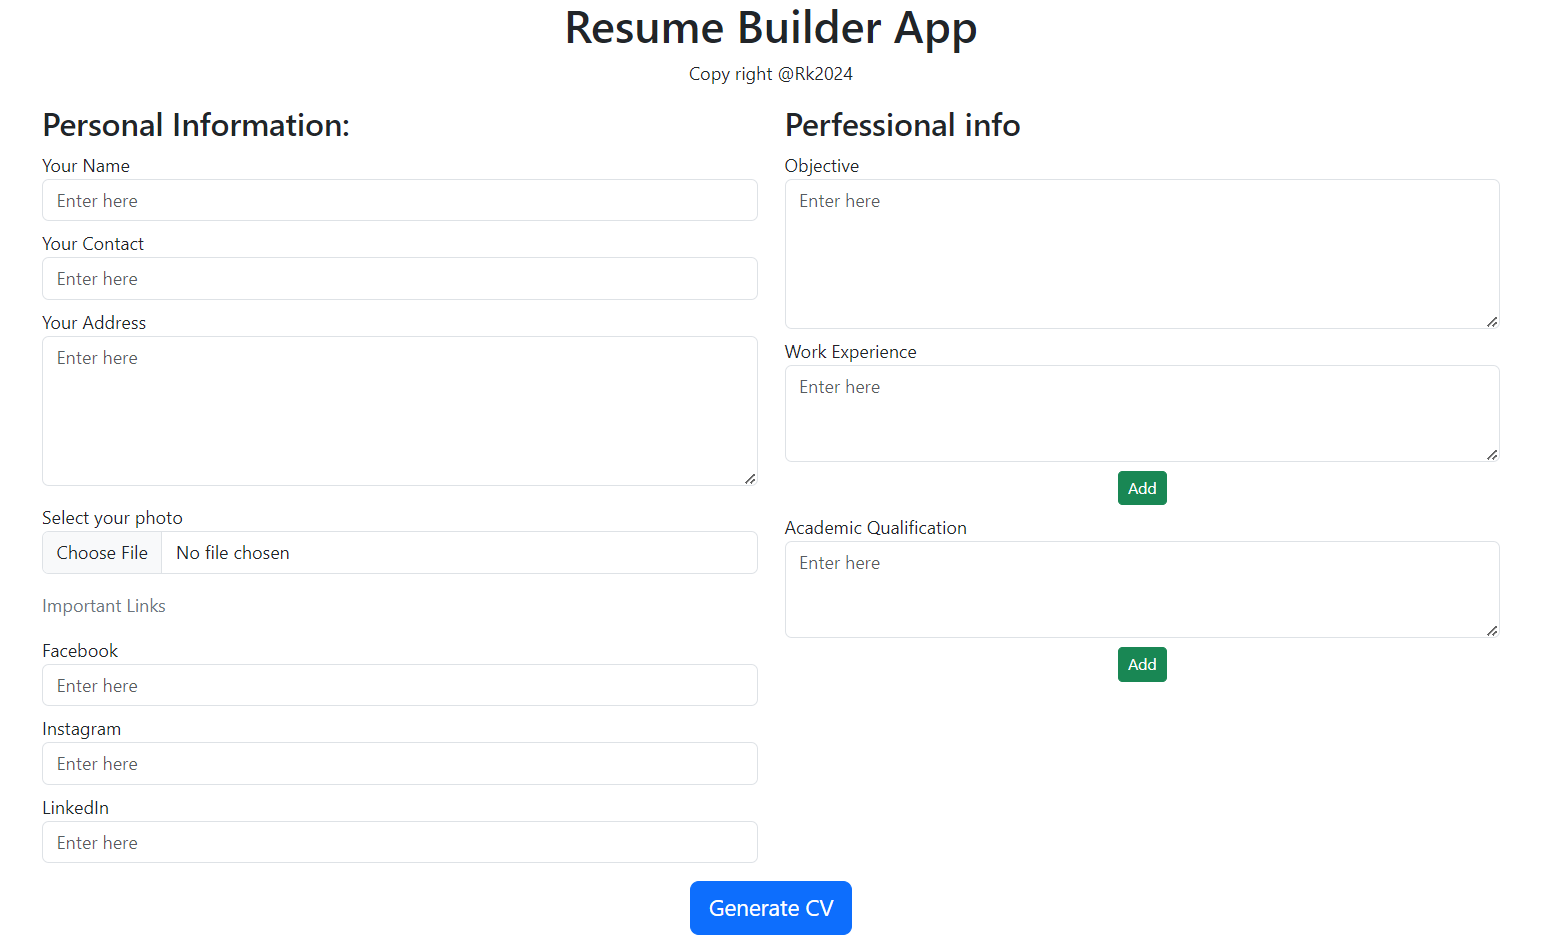 Resume Builder App
Copy right @Rk2024
Personal Information:
Your Name
Enter here
Your Contact
Enter here
Your Address
Enter here
Select your photo
Choose File No file chosen
Important Links
Facebook
Enter here
Instagram
Enter here
LinkedIn
Enter here
Perfessional info
Objective
Enter here
Work Experience
Enter here
Add
Academic Qualification
Enter here
Add
Generate CV